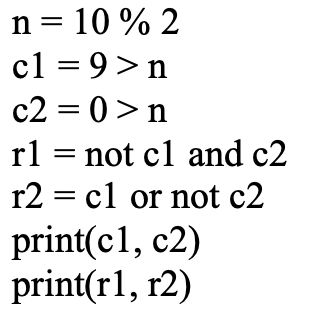 n = 10 % 2
c1 = 9 > n
c2 = 0 > n
r1 = not c1 and c2
r2 = c1 or not c2
print(c1, c2)
print(r1, r2)